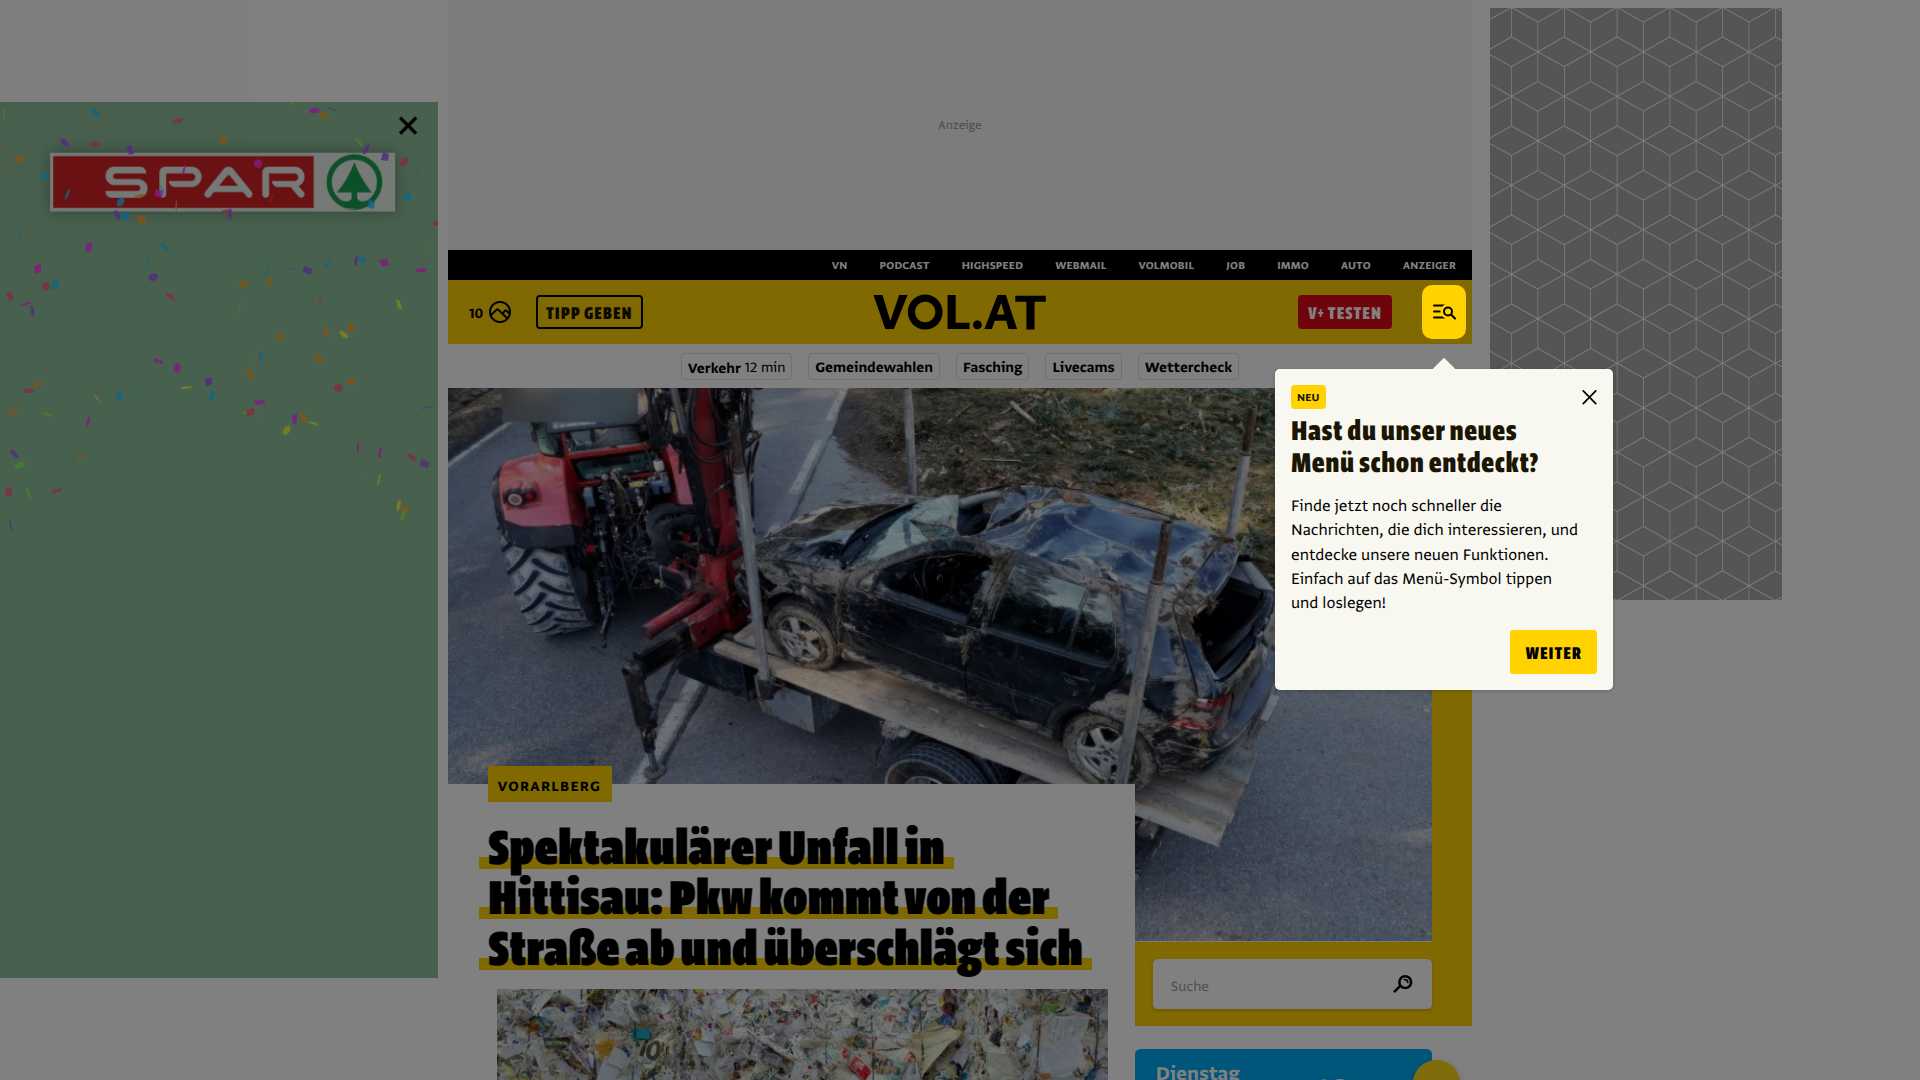 Anzeige
SPAR
VN PODCAST HIGHSPEED WEBMAIL VOLMOBIL JOB IMMO AUTO ANZEIGER
10 TIPP GEBEN VOL.AT V+ TESTEN
Verkehr 12 min Gemeindewahlen Fasching Livecams Wettercheck
NEU
Hast du unser neues
Menü schon entdeckt?
Finde jetzt noch schneller die
Nachrichten, die dich interessieren, und
entdecke unsere neuen Funktionen.
Einfach auf das Menü-Symbol tippen
und loslegen!
WEITER
VORARLBERG
Spektakulärer Unfall in
Hittisau: Pkw kommt von der
Straße ab und überschlägt sich
Suche
Dienstag